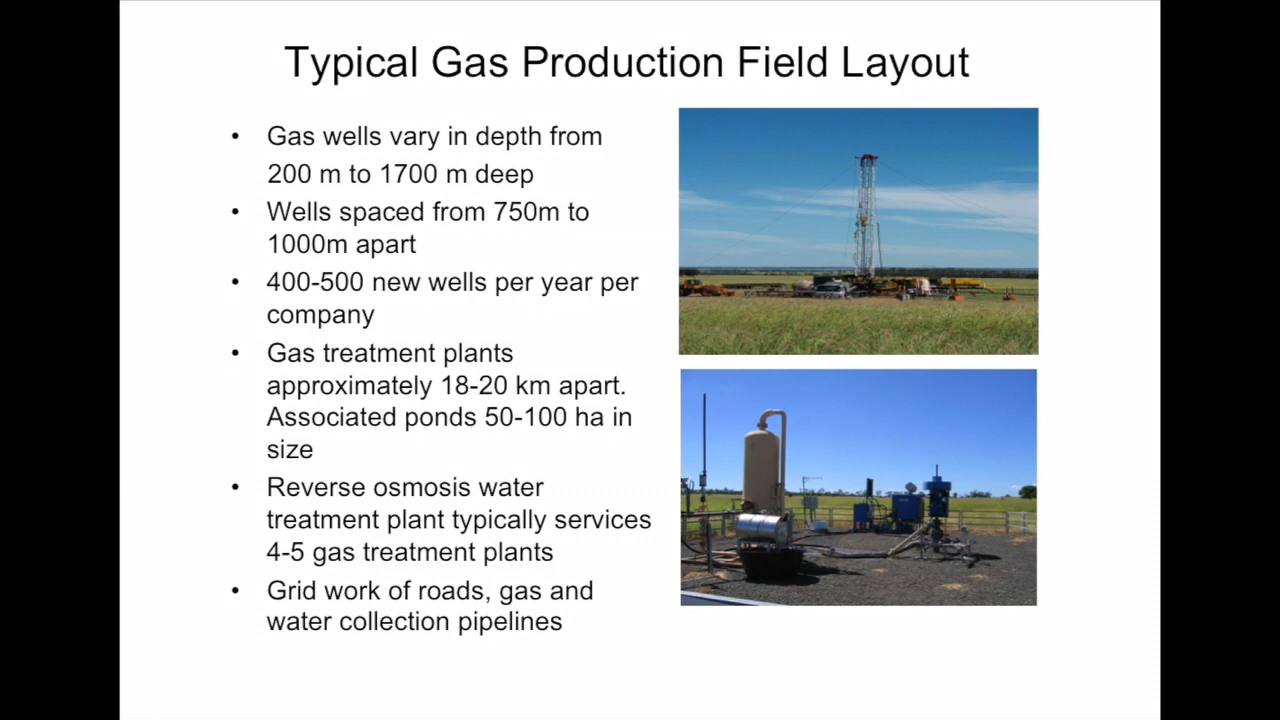 Typical Gas Production Field Layout
• Gas wells vary in depth from
200 m to 1700 m deep
• Wells spaced from 750m to
1000m apart
• 400-500 new wells per year per
company
• Gas treatment plants
approximately 18-20 km apart.
Associated ponds 50-100 ha in
size
• Reverse osmosis water
treatment plant typically services
4-5 gas treatment plants
• Grid work of roads, gas and
water collection pipelines